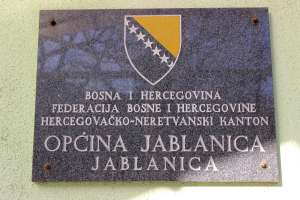 BOSNA I HERCEGOVINA
FEDERACIJA BOSNE I HERCEGOVINE
HERCEGOVAČKO-NERETVANSKI KANTON
OPĆINA JABLANICA
JABLANICA